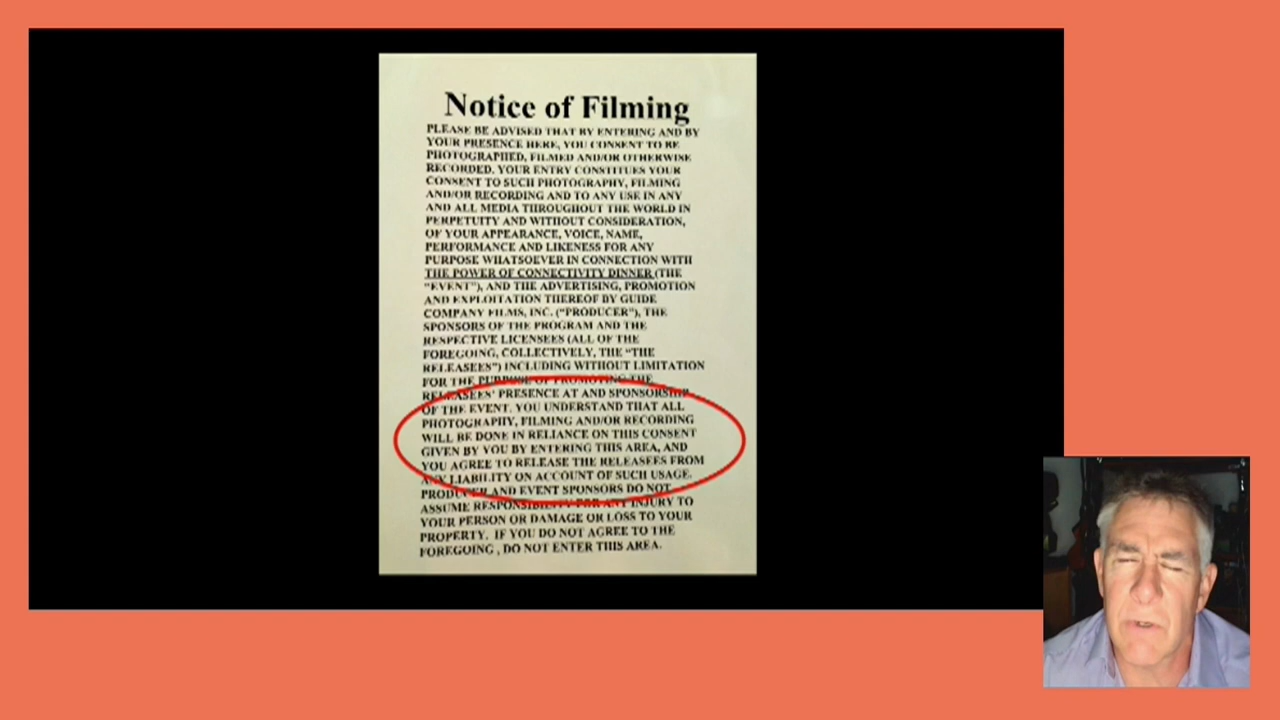 Notice of Filming
PLEASE BE ADVISED THAT BY ENTERING AND BY
YOUR PRESENCE HERE, YOU CONSENT TO BE
PHOTOGRAPHED, FILMED AND/OR OTHERWISE
RECORDED. YOUR ENTRY CONSTITUTES YOUR
CONSENT TO SUCH PHOTOGRAPHY, FILMING
AND/OR RECORDING AND TO ANY USE IN ANY
AND ALL MEDIA THROUGHOUT THE WORLD IN
PERPETUITY AND WITHOUT CONSIDERATION,
OF YOUR APPEARANCE, VOICE, NAME,
PERFORMANCE AND LIKENESS FOR ANY
PURPOSE WHATSOEVER IN CONNECTION WITH
THE POWER OF CONNECTIVITY DINNER (THE
"EVENT"), AND THE ADVERTISING, PROMOTION
AND EXPLOITATION THEREOF BY GUIDE
COMPANY FILMS, INC. ("PRODUCER"), THE
SPONSORS OF THE PROGRAM AND THE
RESPECTIVE LICENSEES (ALL OF THE
FOREGOING, COLLECTIVELY, THE "THE
RELEASEES") INCLUDING WITHOUT LIMITATION
FOR THE PURPOSE OF PROMOTING THE
RELEASEES' PRESENCE AT AND SPONSORSHIP
OF THE EVENT. YOU UNDERSTAND THAT ALL
PHOTOGRAPHY, FILMING AND/OR RECORDING
WILL BE DONE IN RELIANCE ON THIS CONSENT
GIVEN BY YOU BY ENTERING THIS AREA, AND
YOU AGREE TO RELEASE THE RELEASEES FROM
ANY LIABILITY ON ACCOUNT OF SUCH USAGE.
PRODUCER AND EVENT SPONSORS DO NOT
ASSUME RESPONSIBILITY FOR ANY INJURY TO
YOUR PERSON OR DAMAGE OR LOSS TO YOUR
PROPERTY. IF YOU DO NOT AGREE TO THE
FOREGOING , DO NOT ENTER THIS AREA.